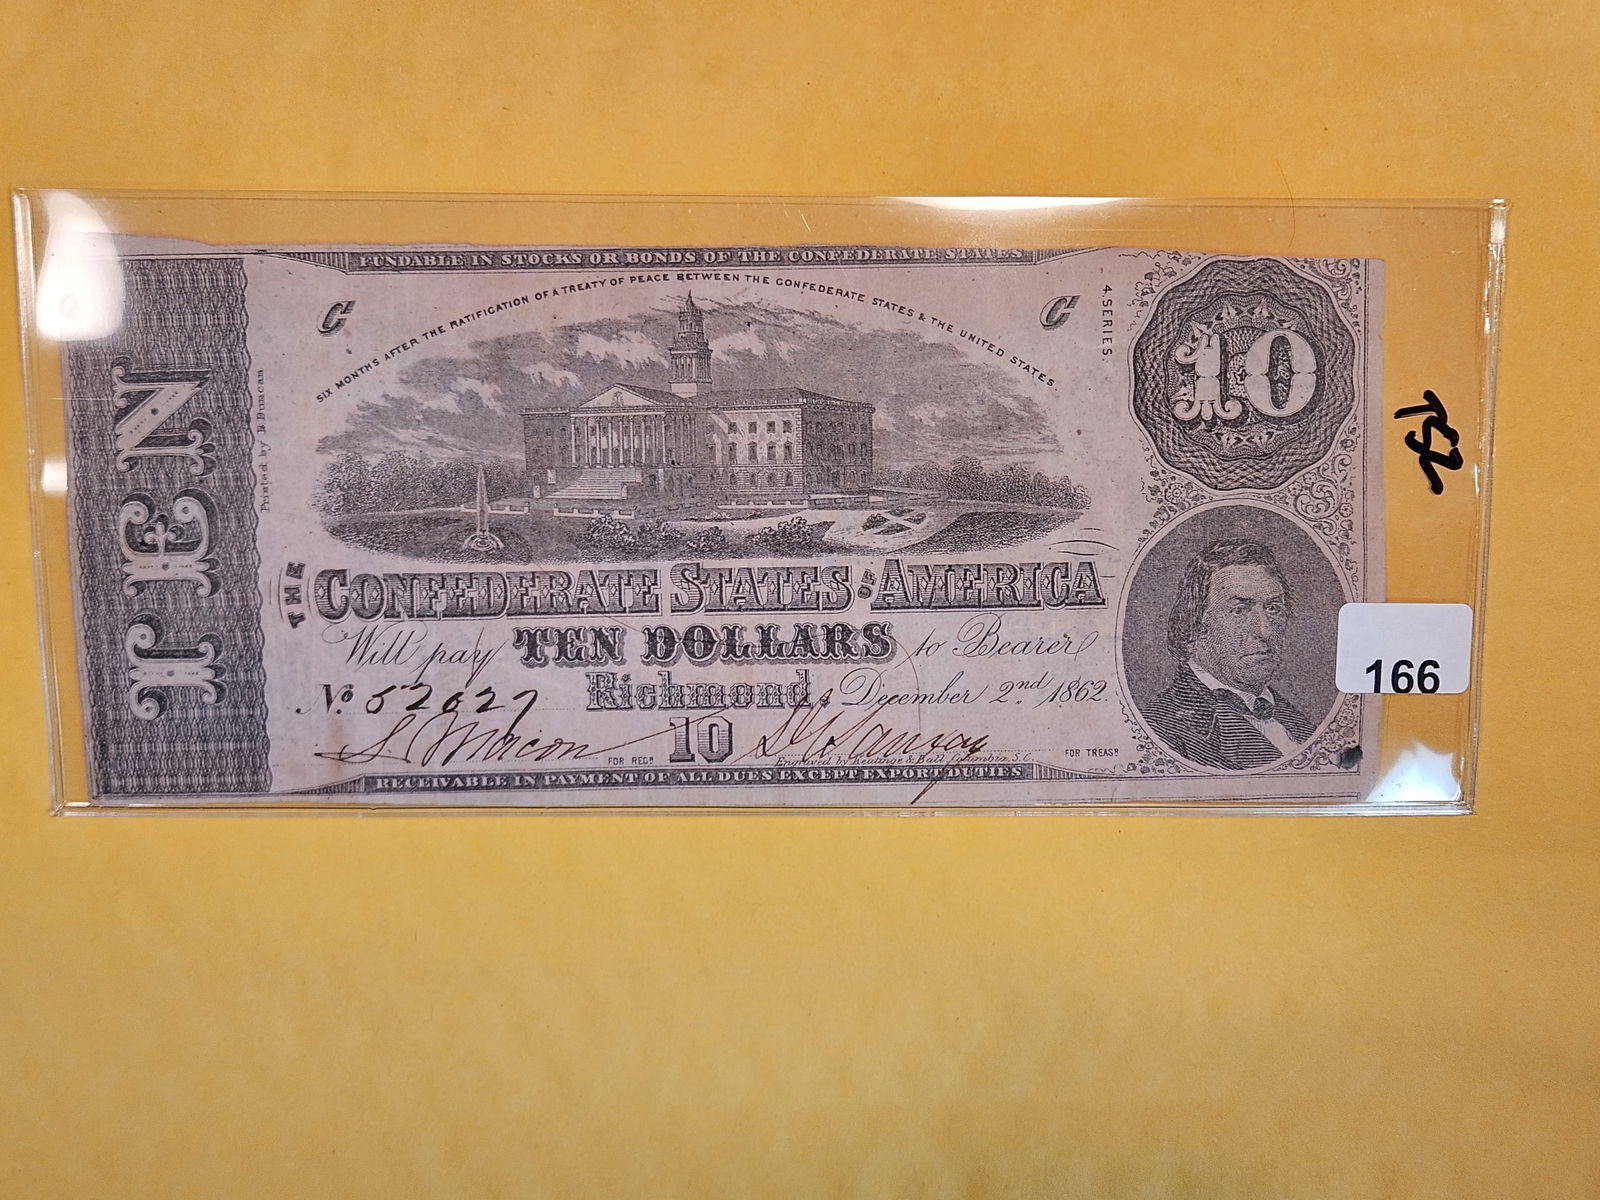 FUNDABLE IN STOCKS OR BONDS OF THE CONFEDERATE STATES
SIX MONTHS AFTER THE RATIFICATION OF A TREATY OF PEACE BETWEEN THE CONFEDERATE STATES & THE UNITED STATES
C
C
4. SERIES.
10
TEN
Printed by B. Duncan
T52
THE CONFEDERATE STATES OF AMERICA
Will pay TEN DOLLARS to Bearer
No. 52627 Richmond, December 2nd. 1862.
10
FOR REGR
FOR TREASR
Engraved by Keatinge & Ball, Columbia, S.C.
RECEIVABLE IN PAYMENT OF ALL DUES EXCEPT EXPORT DUTIES
166